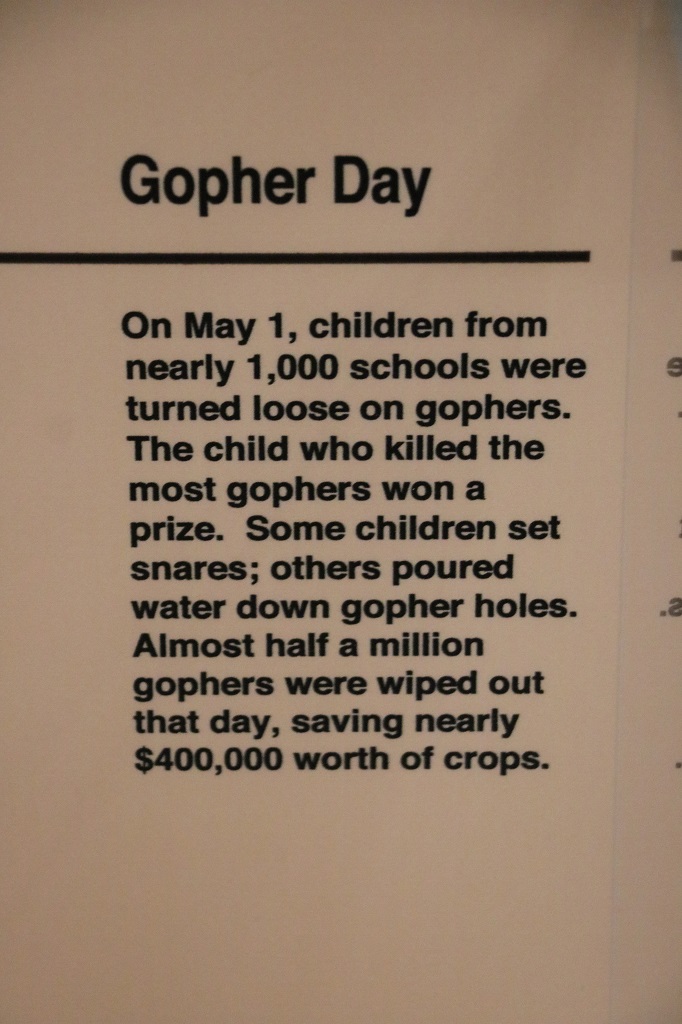 Gopher Day
On May 1, children from
nearly 1,000 schools were
turned loose on gophers.
The child who killed the
most gophers won a
prize.  Some children set
snares; others poured
water down gopher holes.
Almost half a million
gophers were wiped out
that day, saving nearly
$400,000 worth of crops.